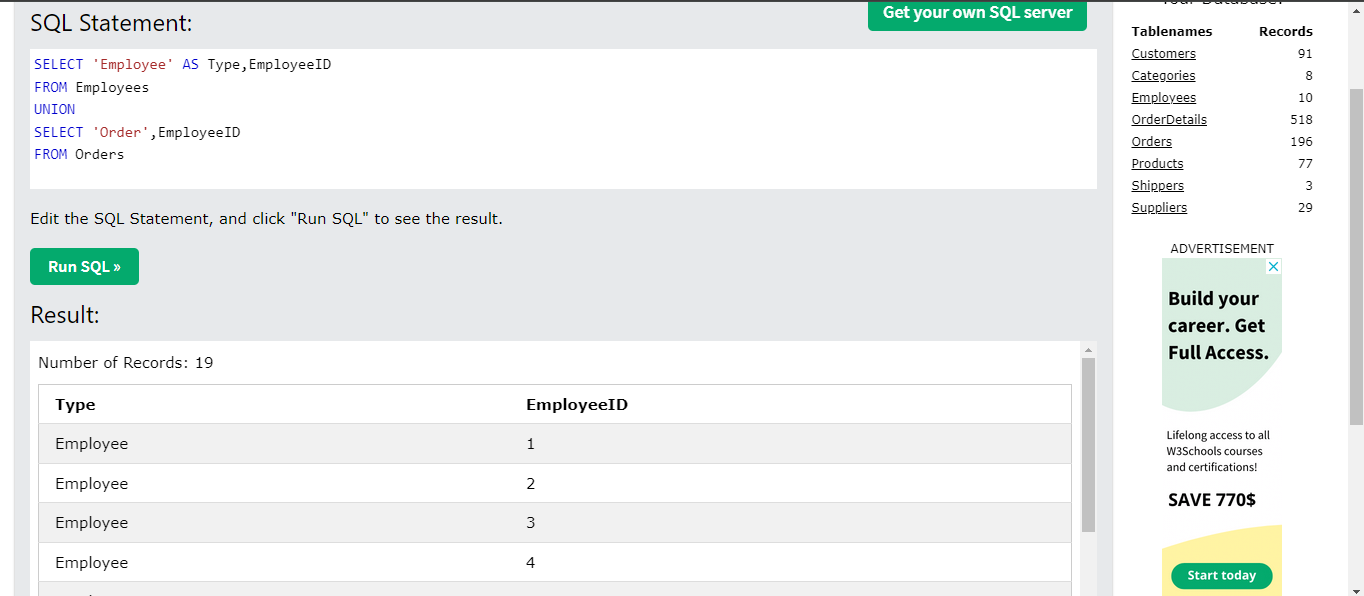 SQL Statement:
Get your own SQL server
SELECT 'Employee' AS Type,EmployeeID
FROM Employees
UNION
SELECT 'Order',EmployeeID
FROM Orders
Edit the SQL Statement, and click "Run SQL" to see the result.
Run SQL »
Result:
Number of Records: 19
Type EmployeeID
Employee 1
Employee 2
Employee 3
Employee 4
Tablenames Records
Customers 91
Categories 8
Employees 10
OrderDetails 518
Orders 196
Products 77
Shippers 3
Suppliers 29
ADVERTISEMENT
Build your
career. Get
Full Access.
Lifelong access to all
W3Schools courses
and certifications!
SAVE 770$
Start today